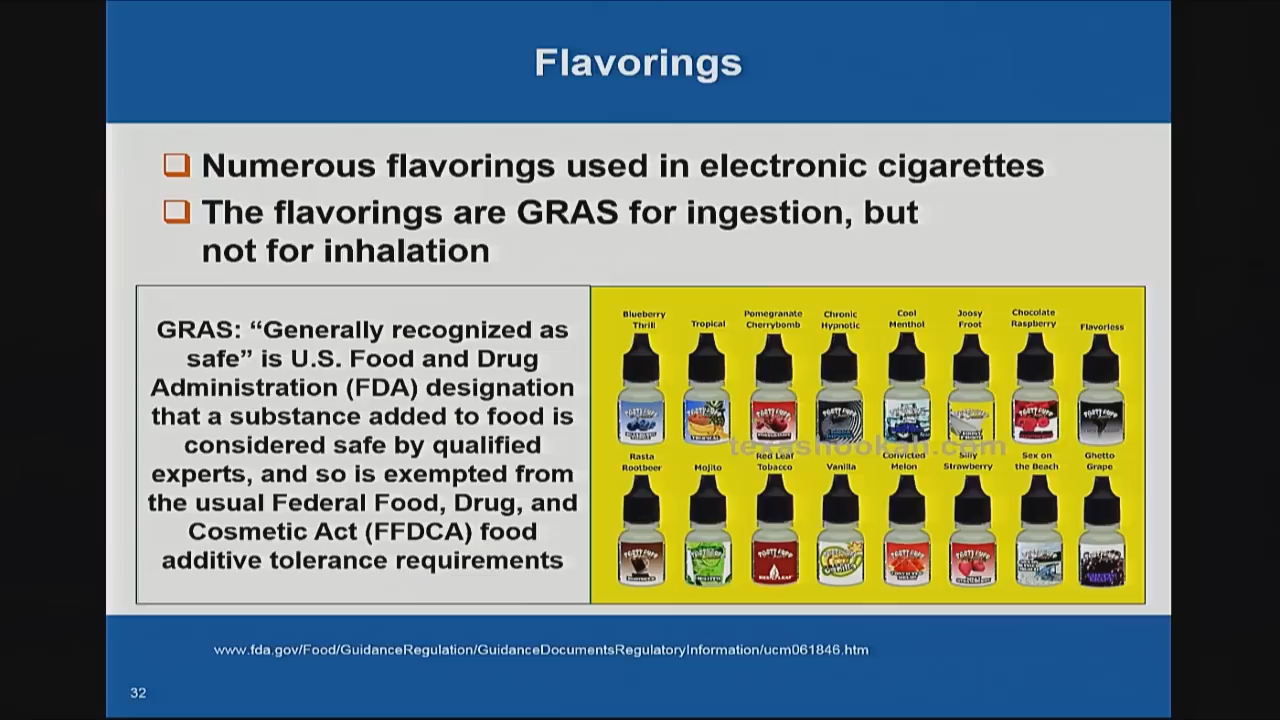 Flavorings
Numerous flavorings used in electronic cigarettes
The flavorings are GRAS for ingestion, but
not for inhalation
GRAS: “Generally recognized as
safe” is U.S. Food and Drug
Administration (FDA) designation
that a substance added to food is
considered safe by qualified
experts, and so is exempted from
the usual Federal Food, Drug, and
Cosmetic Act (FFDCA) food
additive tolerance requirements
Blueberry
Thrill
Tropical
Pomegranate
Cherrybomb
Chronic
Hypnotic
Cool
Menthol
Joosy
Froot
Chocolate
Raspberry
Flavorless
texashookah.com
Rasta
Rootbeer
Mojito
Red Leaf
Tobacco
Vanilla
Convicted
Melon
Silly
Strawberry
Sex on
the Beach
Ghetto
Grape
www.fda.gov/Food/GuidanceRegulation/GuidanceDocumentsRegulatoryInformation/ucm061846.htm
32